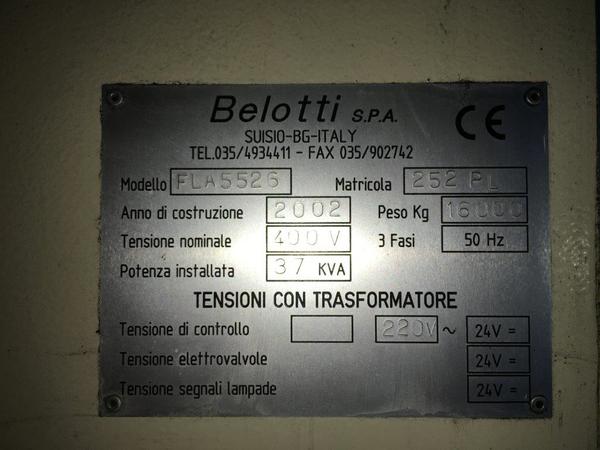 Belotti S.P.A.
CE
SUISIO-BG-ITALY
TEL.035/4934411 - FAX 035/902742
Modello FLA5526 Matricola 252 PL
Anno di costruzione 2002 Peso Kg 16000
Tensione nominale 400 V 3 Fasi 50 Hz
Potenza installata 37 KVA
TENSIONI CON TRASFORMATORE
Tensione di controllo 220V ~ 24V =
Tensione elettrovalvole 24V =
Tensione segnali lampade 24V =